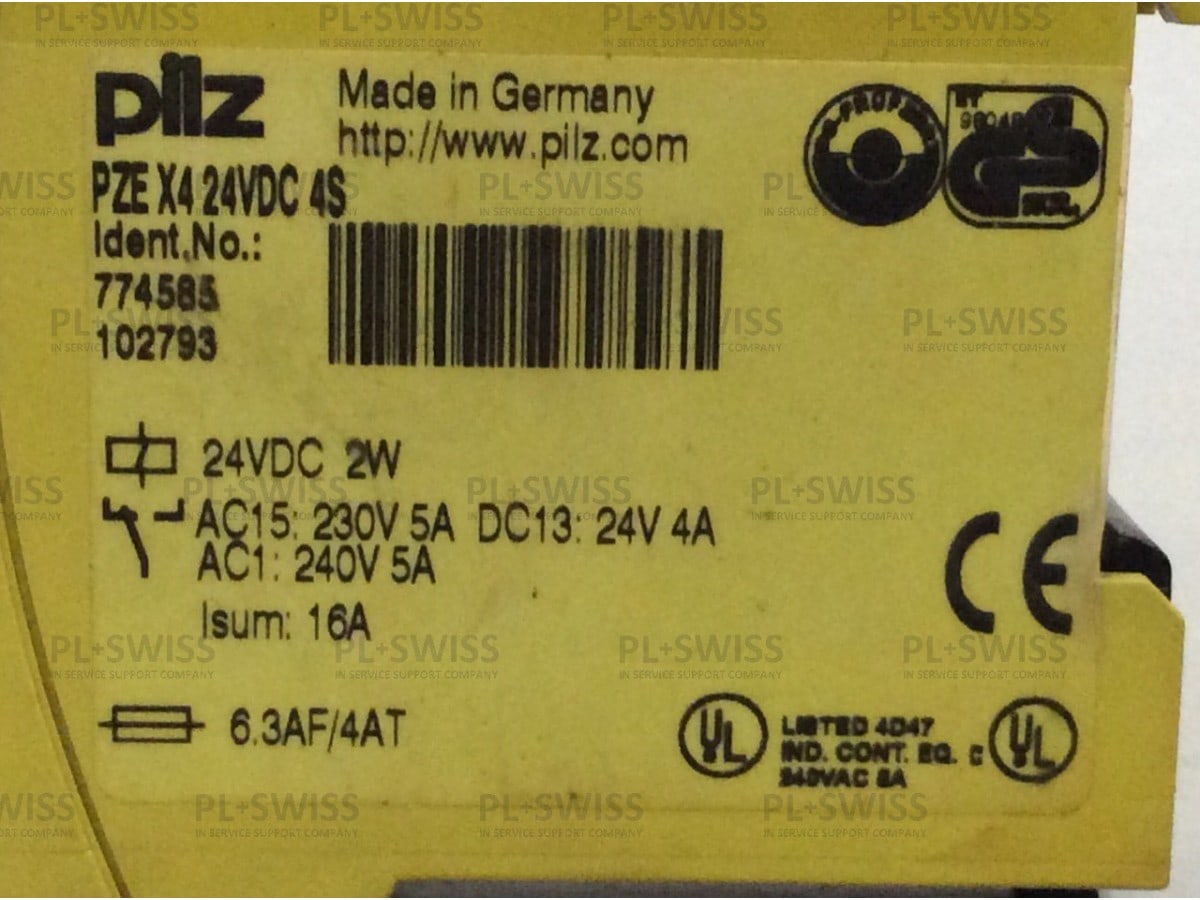 pilz
Made in Germany
http://www.pilz.com
PZE X4 24VDC 4S
Ident.No.:
774585
102793
24VDC 2W
AC15: 230V 5A DC13: 24V 4A
AC1: 240V 5A
Isum: 16A
CE
6.3AF/4AT
UL
LISTED 4D47
IND. CONT. EQ.
240VAC 5A
C UL
PL+SWISS
IN SERVICE SUPPORT COMPANY